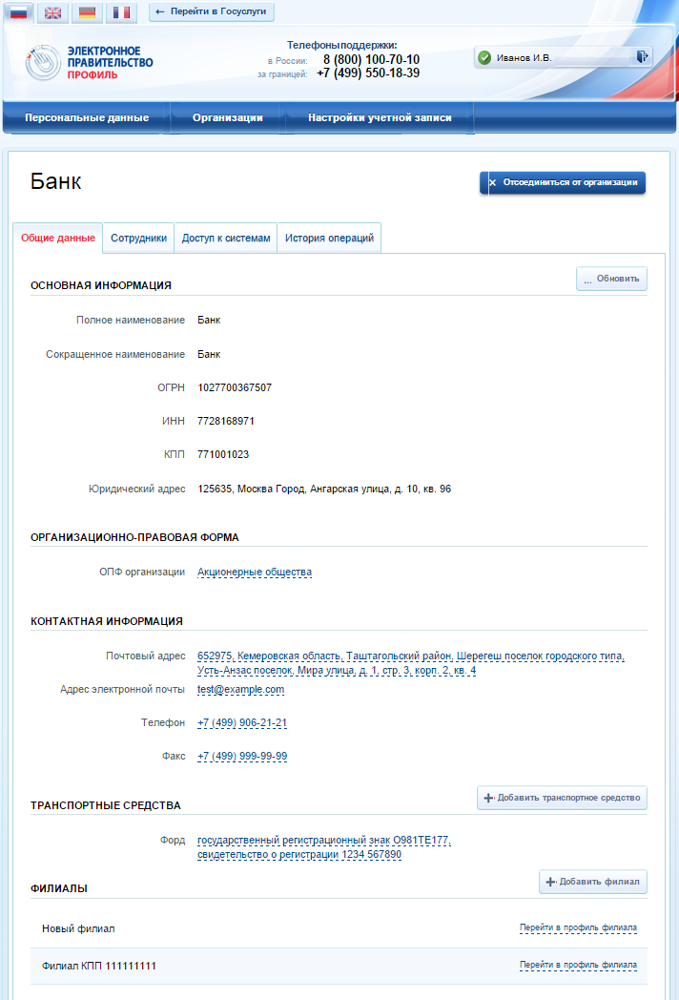 ← Перейти в Госуслуги
ЭЛЕКТРОННОЕ
ПРАВИТЕЛЬСТВО
ПРОФИЛЬ
Телефоны поддержки:
в России: 8 (800) 100-70-10
за границей: +7 (499) 550-18-39
Иванов И.В.
Персональные данные Организации Настройки учетной записи
Банк
× Отсоединиться от организации
Общие данные Сотрудники Доступ к системам История операций
ОСНОВНАЯ ИНФОРМАЦИЯ
... Обновить
Полное наименование Банк
Сокращенное наименование Банк
ОГРН 1027700367507
ИНН 7728168971
КПП 771001023
Юридический адрес 125635, Москва Город, Ангарская улица, д. 10, кв. 96
ОРГАНИЗАЦИОННО-ПРАВОВАЯ ФОРМА
ОПФ организации Акционерные общества
КОНТАКТНАЯ ИНФОРМАЦИЯ
Почтовый адрес 652975, Кемеровская область, Таштагольский район, Шерегеш поселок городского типа,
Усть-Анзас поселок, Мира улица, д. 1, стр. 3, корп. 2, кв. 4
Адрес электронной почты test@example.com
Телефон +7 (499) 906-21-21
Факс +7 (499) 999-99-99
ТРАНСПОРТНЫЕ СРЕДСТВА
+ Добавить транспортное средство
Форд государственный регистрационный знак О981ТЕ177,
свидетельство о регистрации 1234 567890
ФИЛИАЛЫ
+ Добавить филиал
Новый филиал Перейти в профиль филиала
Филиал КПП 111111111 Перейти в профиль филиала